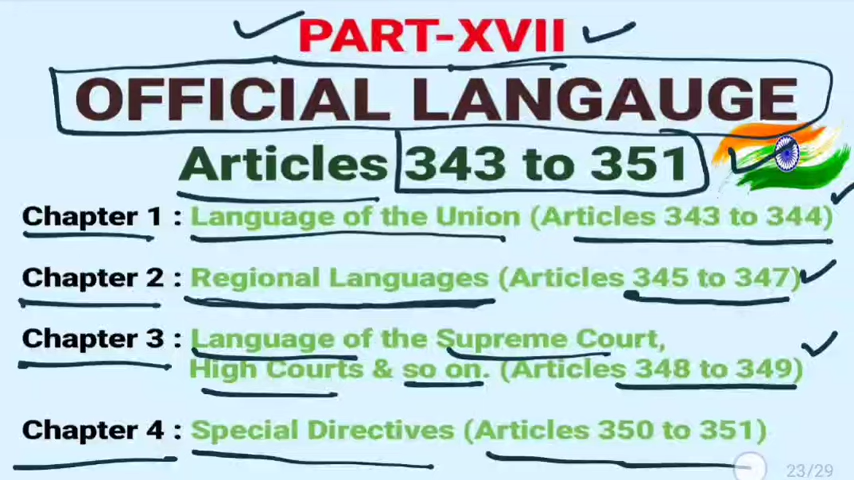 PART-XVII
OFFICIAL LANGAUGE
Articles 343 to 351
Chapter 1 : Language of the Union (Articles 343 to 344)
Chapter 2 : Regional Languages (Articles 345 to 347)
Chapter 3 : Language of the Supreme Court,
High Courts & so on. (Articles 348 to 349)
Chapter 4 : Special Directives (Articles 350 to 351)
23/29